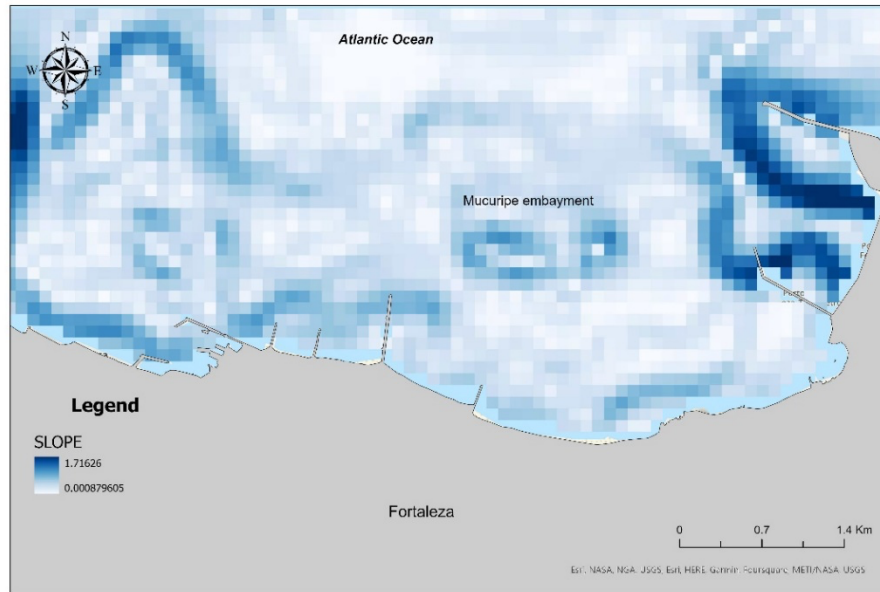 Atlantic Ocean
N
W E
S
Mucuripe embayment
Legend
SLOPE
1.71626
0,000879605
Fortaleza
0 0.7 1.4 Km
Esri, NASA, NGA, USGS, Esri, HERE, Garmin, Foursquare, METI/NASA, USGS